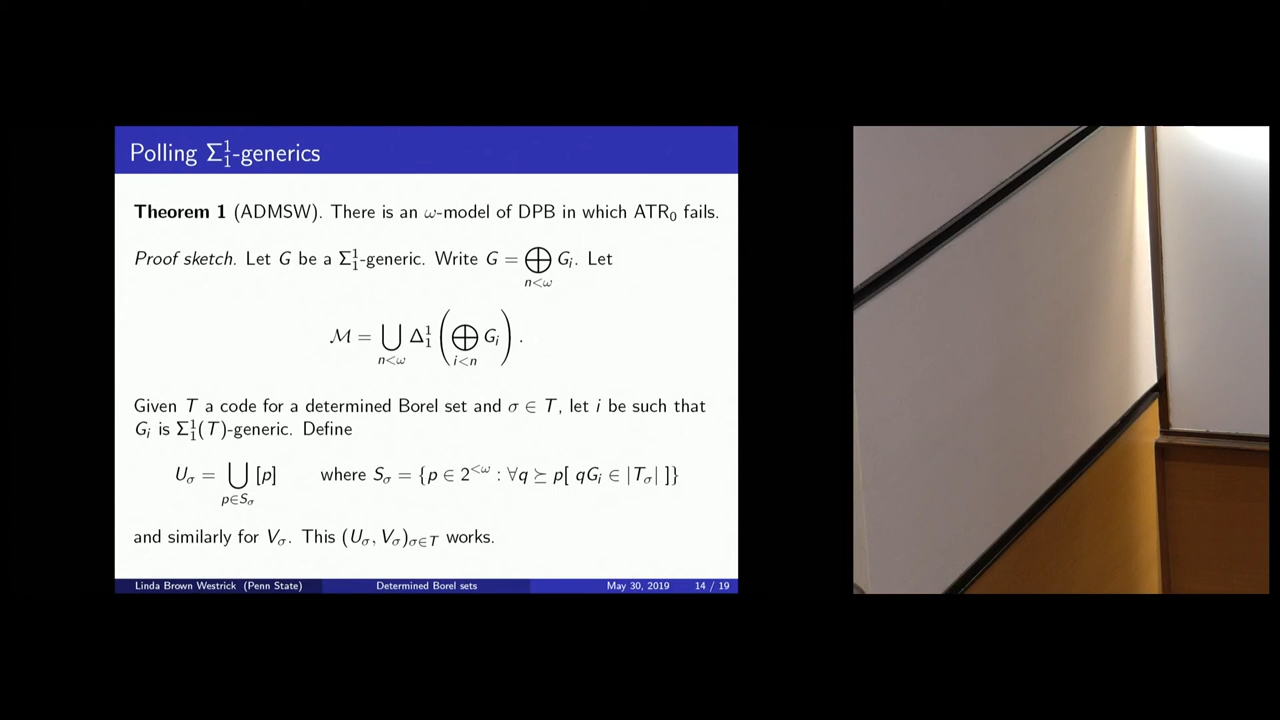 Polling Σ¹₁-generics
Theorem 1 (ADMSW). There is an ω-model of DPB in which ATR₀ fails.
Proof sketch. Let G be a Σ¹₁-generic. Write G = ⊕_{n<ω} G_i. Let
ℳ = ⋃_{n<ω} Δ¹₁ (⊕_{i<n} G_i).
Given T a code for a determined Borel set and σ ∈ T, let i be such that
G_i is Σ¹₁(T)-generic. Define
U_σ = ⋃_{p∈S_σ} [p] where S_σ = {p ∈ 2^{<ω} : ∀q ⪰ p[ qG_i ∈ |T_σ| ]}
and similarly for V_σ. This (U_σ, V_σ)_{σ∈T} works.
Linda Brown Westrick (Penn State) Determined Borel sets May 30, 2019 14 / 19